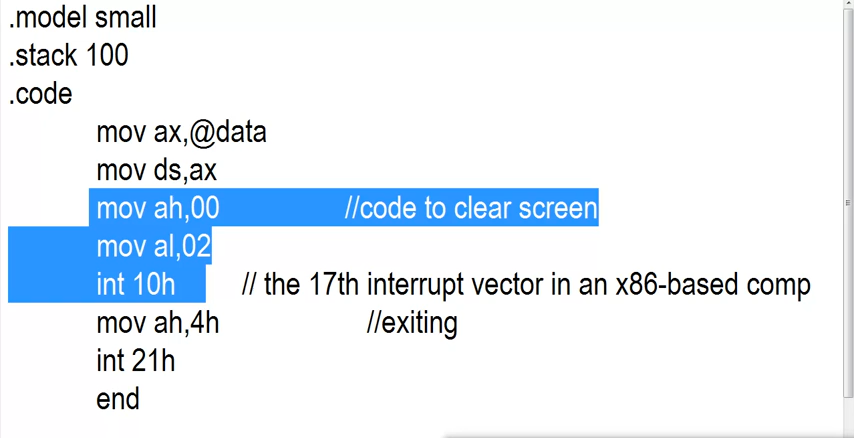 .model small
.stack 100
.code
mov ax,@data
mov ds,ax
mov ah,00 //code to clear screen
mov al,02
int 10h // the 17th interrupt vector in an x86-based comp
mov ah,4h //exiting
int 21h
end